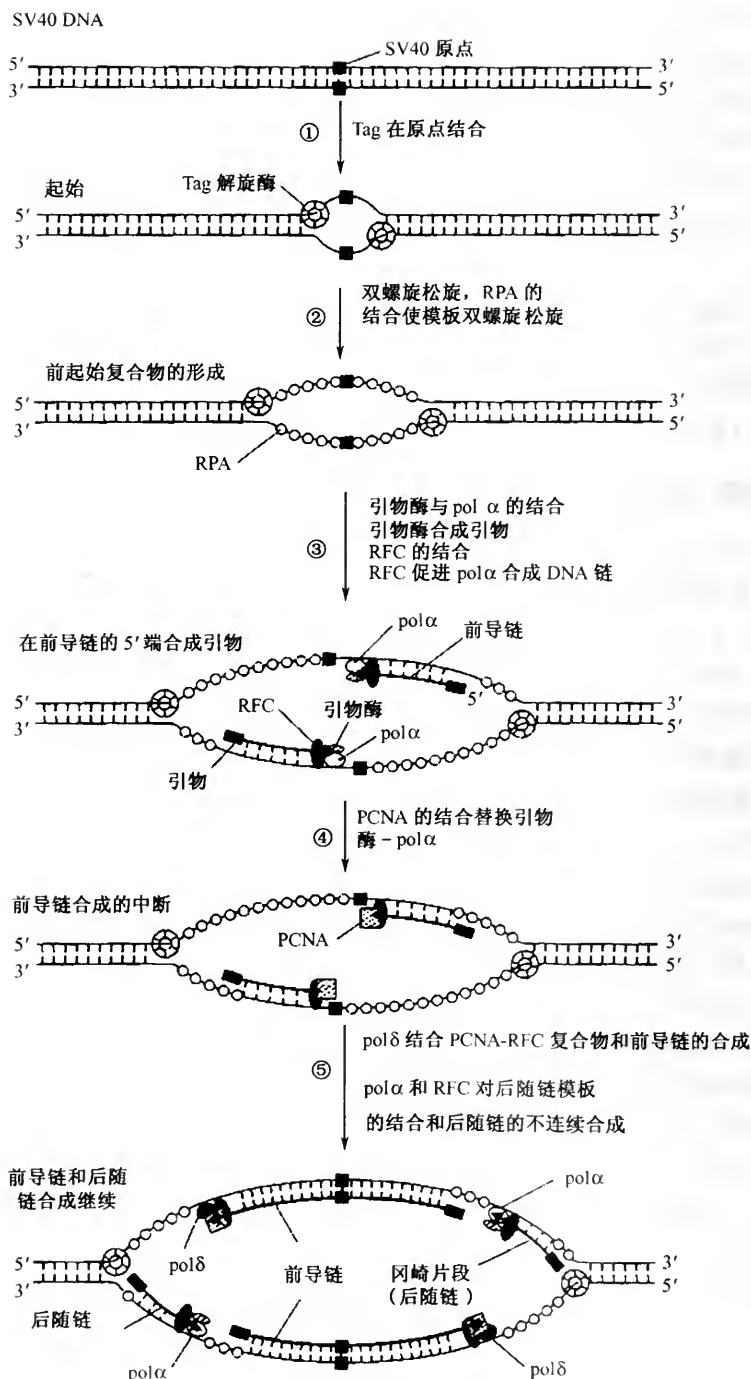 SV40 DNA
SV40 原点
5′
3′
3′
5′
①
Tag 在原点结合
起始
Tag 解旋酶
5′
3′
3′
5′
②
双螺旋松旋，RPA 的
结合使模板双螺旋松旋
前起始复合物的形成
5′
3′
3′
5′
RPA
③
引物酶与 pol α 的结合
引物酶合成引物
RFC 的结合
RFC 促进 polα 合成 DNA 链
在前导链的 5′ 端合成引物
polα
前导链
5′
5′
3′
3′
5′
RFC
引物酶
polα
引物
④
PCNA 的结合替换引物
酶 – polα
前导链合成的中断
PCNA
5′
3′
3′
5′
⑤
polδ 结合 PCNA-RFC 复合物和前导链的合成
polα 和 RFC 对后随链模板
的结合和后随链的不连续合成
前导链和后随
链合成继续
polα
polδ
前导链
冈崎片段
（后随链）
5′
3′
3′
5′
后随链
polα
polδ